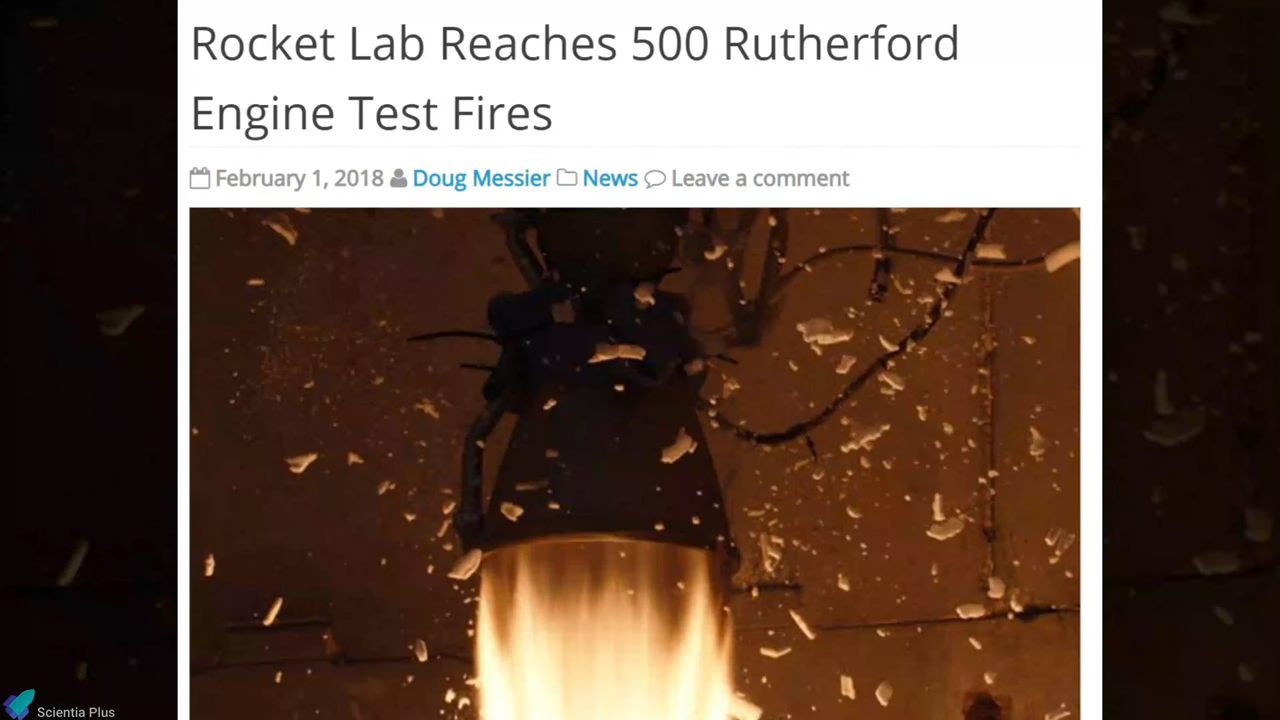 Rocket Lab Reaches 500 Rutherford
Engine Test Fires
February 1, 2018 Doug Messier News Leave a comment
Scientia Plus